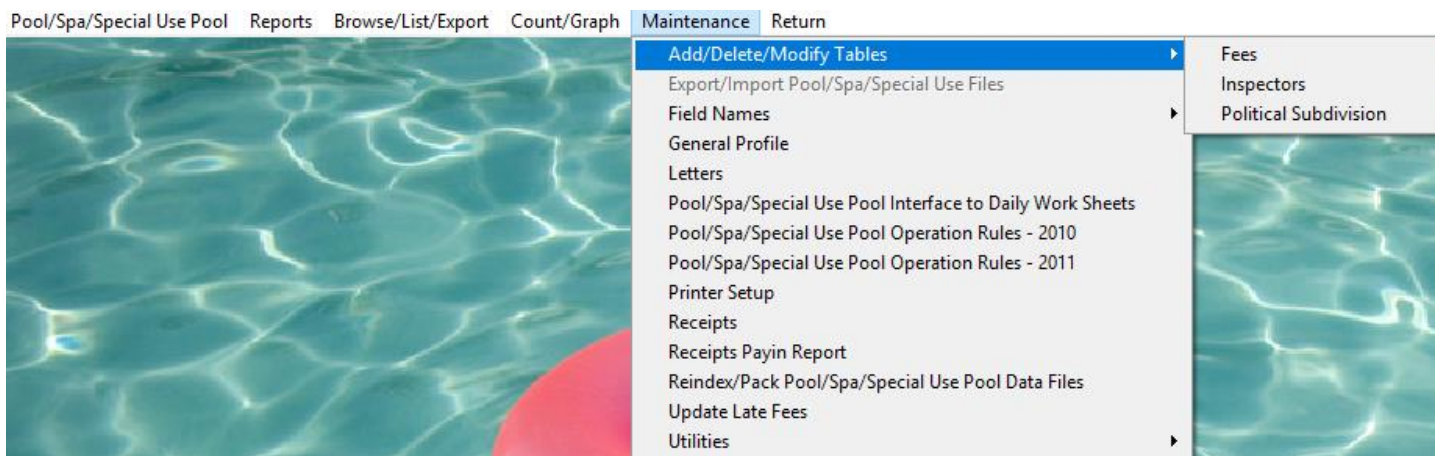 Pool/Spa/Special Use Pool Reports Browse/List/Export Count/Graph Maintenance Return
Add/Delete/Modify Tables
Fees
Export/Import Pool/Spa/Special Use Files
Inspectors
Field Names
Political Subdivision
General Profile
Letters
Pool/Spa/Special Use Pool Interface to Daily Work Sheets
Pool/Spa/Special Use Pool Operation Rules - 2010
Pool/Spa/Special Use Pool Operation Rules - 2011
Printer Setup
Receipts
Receipts Payin Report
Reindex/Pack Pool/Spa/Special Use Pool Data Files
Update Late Fees
Utilities